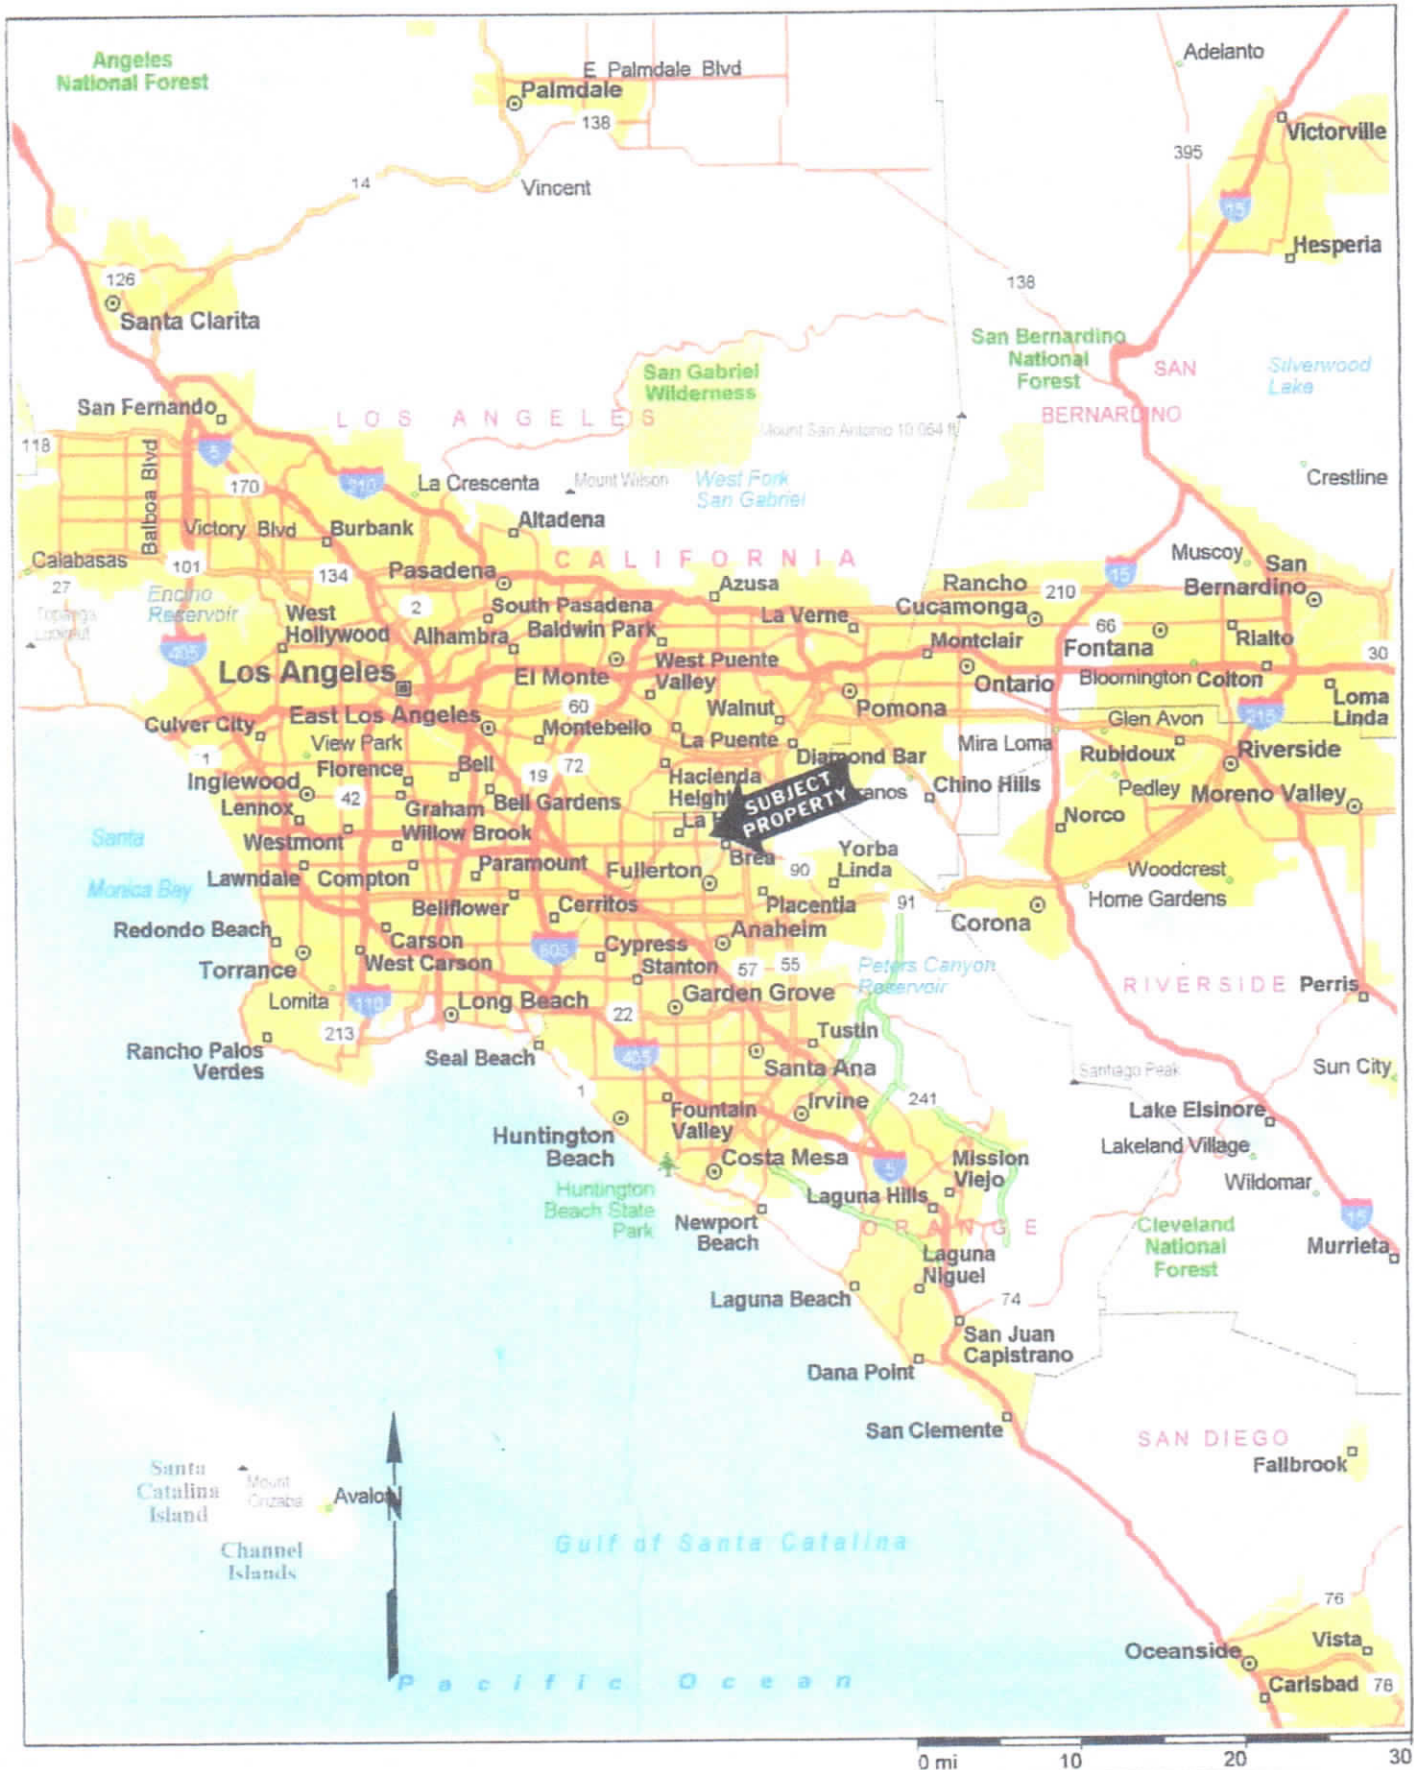 Angeles
National Forest
E Palmdale Blvd
Palmdale
138
Adelanto
Victorville
395
14
Vincent
15
Hesperia
126
Santa Clarita
138
San Bernardino
National
Forest
SAN
BERNARDINO
Silverwood
Lake
San Gabriel
Wilderness
San Fernando
LOS ANGELES
Mount San Antonio 10 064 ft
118
5
Balboa Blvd
170
210
La Crescenta
Mount Wilson
West Fork
San Gabriel
Crestline
Victory Blvd
Burbank
Altadena
CALIFORNIA
Calabasas
101
134
Pasadena
Azusa
Muscoy
San
Bernardino
15
27
Encino
Reservoir
2
South Pasadena
La Verne
Rancho
Cucamonga
210
Topanga
Lookout
West
Hollywood
Alhambra
Baldwin Park
Montclair
66
Fontana
Rialto
405
Los Angeles
El Monte
West Puente
Valley
Ontario
Bloomington
Colton
30
Loma
Linda
Culver City
East Los Angeles
60
Montebello
Walnut
Pomona
215
1
View Park
La Puente
Diamond Bar
Mira Loma
Glen Avon
Rubidoux
Riverside
Inglewood
Florence
Bell
19
72
Hacienda
Height
SUBJECT
PROPERTY
ranos
Chino Hills
Pedley
Moreno Valley
Lennox
42
Graham
Bell Gardens
La H
Norco
Westmont
Willow Brook
Brea
Yorba
Linda
Santa
Monica Bay
Lawndale
Compton
Paramount
Fullerton
90
Woodcrest
Home Gardens
Bellflower
Cerritos
Placentia
91
Corona
Redondo Beach
Carson
Cypress
Anaheim
Torrance
West Carson
605
Stanton
57
55
Peters Canyon
Reservoir
RIVERSIDE
Perris
Lomita
110
Long Beach
22
Garden Grove
213
Rancho Palos
Verdes
Seal Beach
405
Tustin
Santa Ana
Santiago Peak
Sun City
1
Fountain
Valley
Irvine
241
Lake Elsinore
Huntington
Beach
Costa Mesa
5
Mission
Viejo
Lakeland Village
Wildomar
Huntington
Beach State
Park
Newport
Beach
Laguna Hills
ORANGE
Cleveland
National
Forest
15
Murrieta
Laguna
Niguel
Laguna Beach
74
San Juan
Capistrano
Dana Point
San Clemente
SAN DIEGO
Fallbrook
Santa
Catalina
Island
Mount
Orizaba
Avalon
N
Channel
Islands
Gulf of Santa Catalina
76
Oceanside
Vista
Carlsbad
78
Pacific Ocean
0 mi
10
20
30